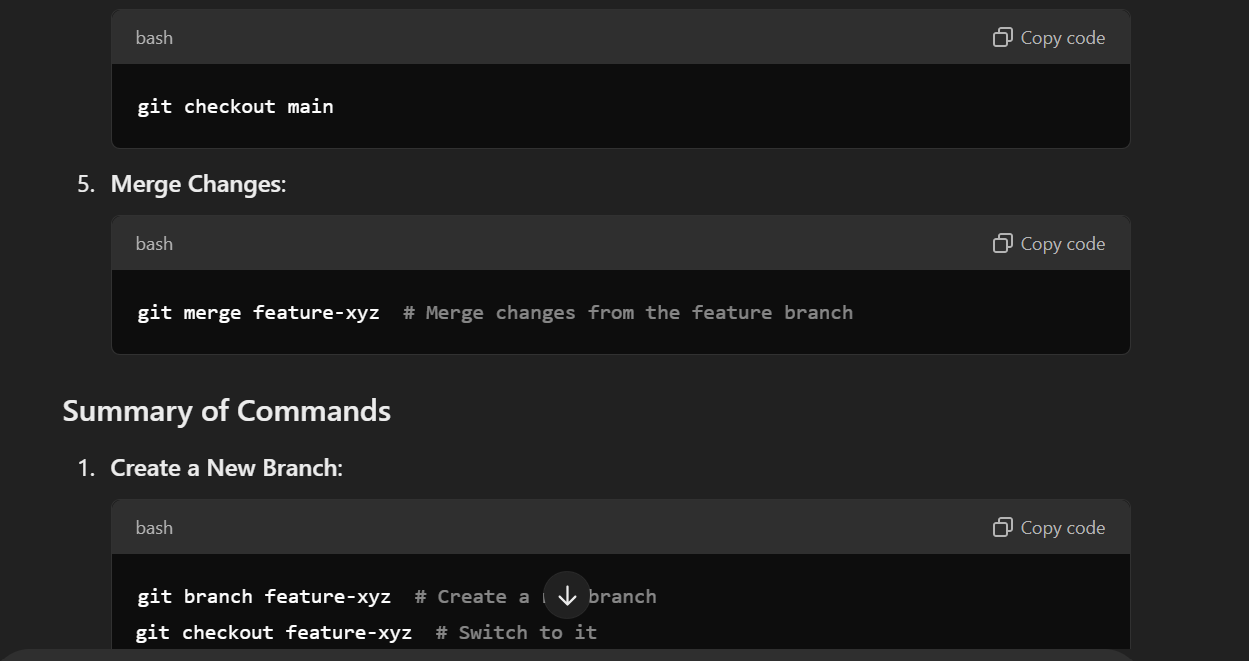 bash
Copy code
git checkout main
5. Merge Changes:
bash
Copy code
git merge feature-xyz # Merge changes from the feature branch
Summary of Commands
1. Create a New Branch:
bash
Copy code
git branch feature-xyz # Create a branch
git checkout feature-xyz # Switch to it